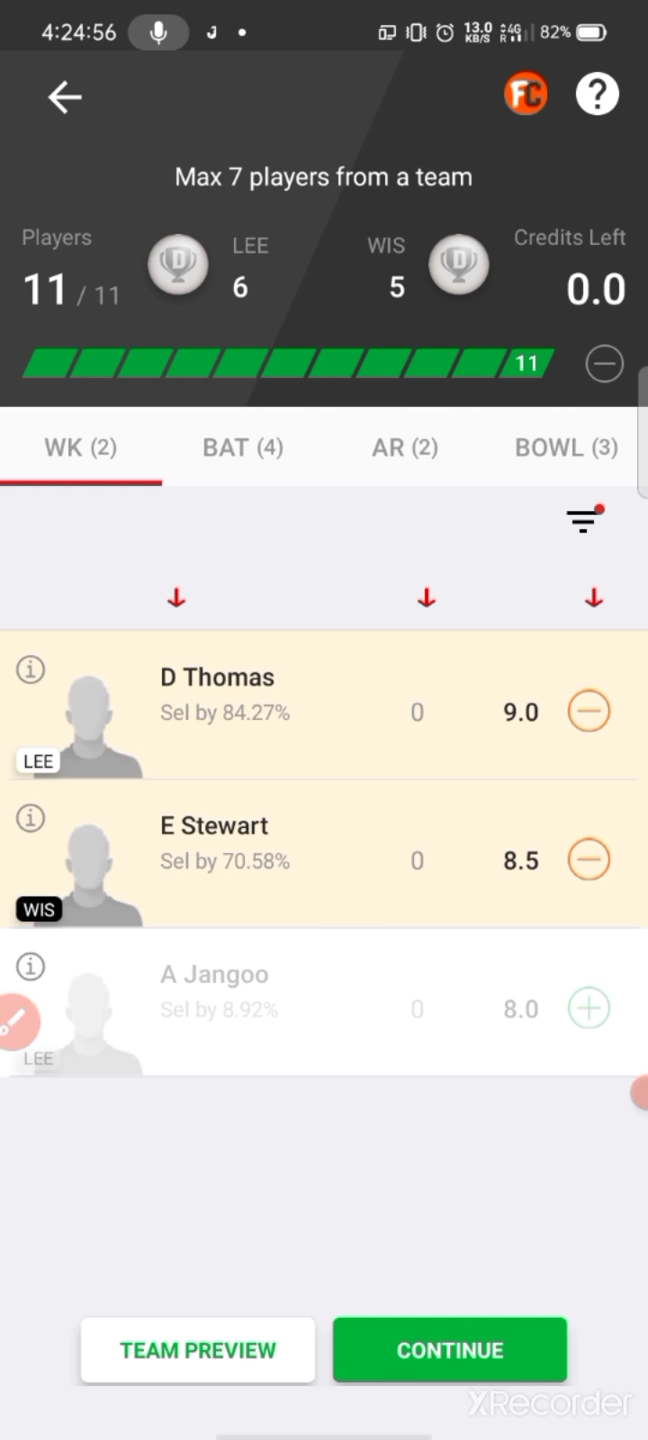 4:24:56 J 13.0 KB/S 4G R 82%
FC ?
Max 7 players from a team
Players LEE WIS Credits Left
11 / 11 D 6 5 D 0.0
11
WK (2) BAT (4) AR (2) BOWL (3)
D Thomas
Sel by 84.27% 0 9.0
LEE
E Stewart
Sel by 70.58% 0 8.5
WIS
A Jangoo
Sel by 8.92% 0 8.0
LEE
TEAM PREVIEW CONTINUE
XRecorder